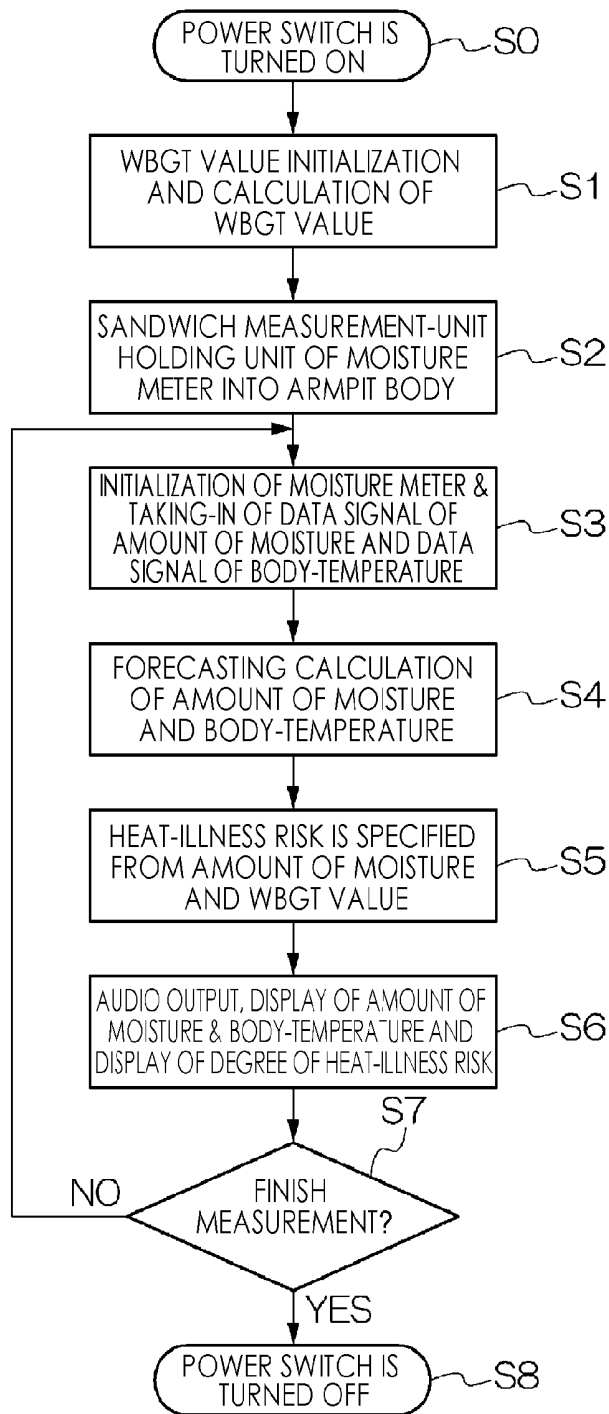 POWER SWITCH IS
TURNED ON
S0
WBGT VALUE INITIALIZATION
AND CALCULATION OF
WBGT VALUE
S1
SANDWICH MEASUREMENT-UNIT
HOLDING UNIT OF MOISTURE
METER INTO ARMPIT BODY
S2
INITIALIZATION OF MOISTURE METER &
TAKING-IN OF DATA SIGNAL OF
AMOUNT OF MOISTURE AND DATA
SIGNAL OF BODY-TEMPERATURE
S3
FORECASTING CALCULATION
OF AMOUNT OF MOISTURE
AND BODY-TEMPERATURE
S4
HEAT-ILLNESS RISK IS SPECIFIED
FROM AMOUNT OF MOISTURE
AND WBGT VALUE
S5
AUDIO OUTPUT, DISPLAY OF AMOUNT OF
MOISTURE & BODY-TEMPERATURE AND
DISPLAY OF DEGREE OF HEAT-ILLNESS RISK
S6
S7
NO
FINISH
MEASUREMENT?
YES
POWER SWITCH IS
TURNED OFF
S8